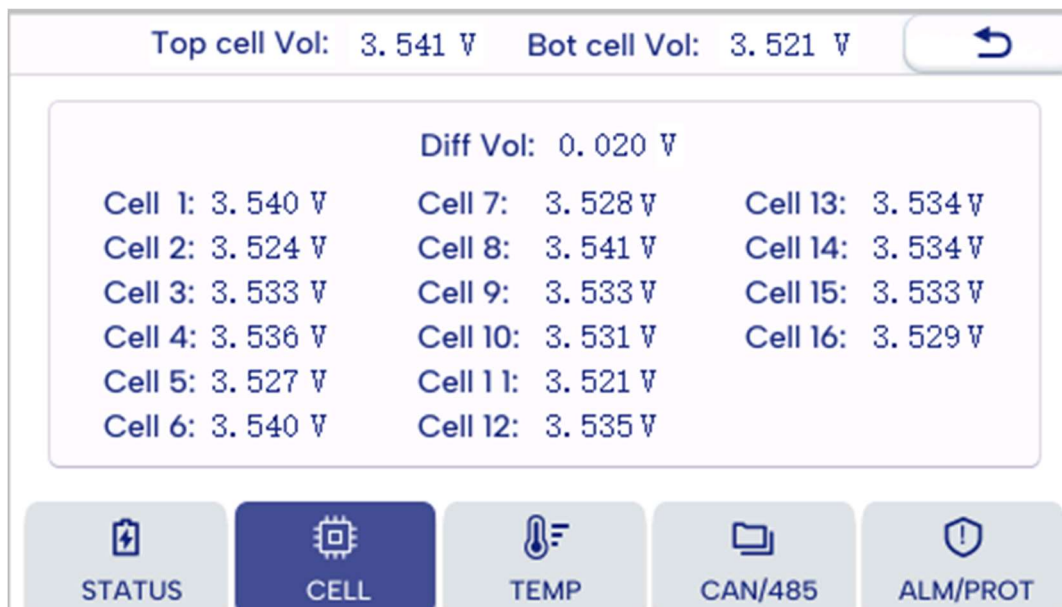 Top cell Vol: 3.541 V Bot cell Vol: 3.521 V
Diff Vol: 0.020 V
Cell 1: 3.540 V Cell 7: 3.528 V Cell 13: 3.534 V
Cell 2: 3.524 V Cell 8: 3.541 V Cell 14: 3.534 V
Cell 3: 3.533 V Cell 9: 3.533 V Cell 15: 3.533 V
Cell 4: 3.536 V Cell 10: 3.531 V Cell 16: 3.529 V
Cell 5: 3.527 V Cell 11: 3.521 V
Cell 6: 3.540 V Cell 12: 3.535 V
STATUS CELL TEMP CAN/485 ALM/PROT